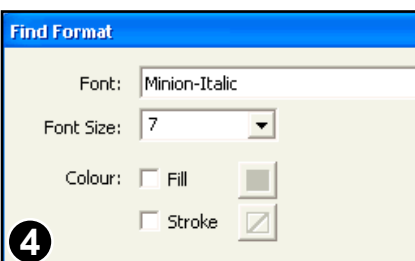 Find Format
Font: Minion-Italic
Font Size: 7
Colour: Fill
Stroke
4